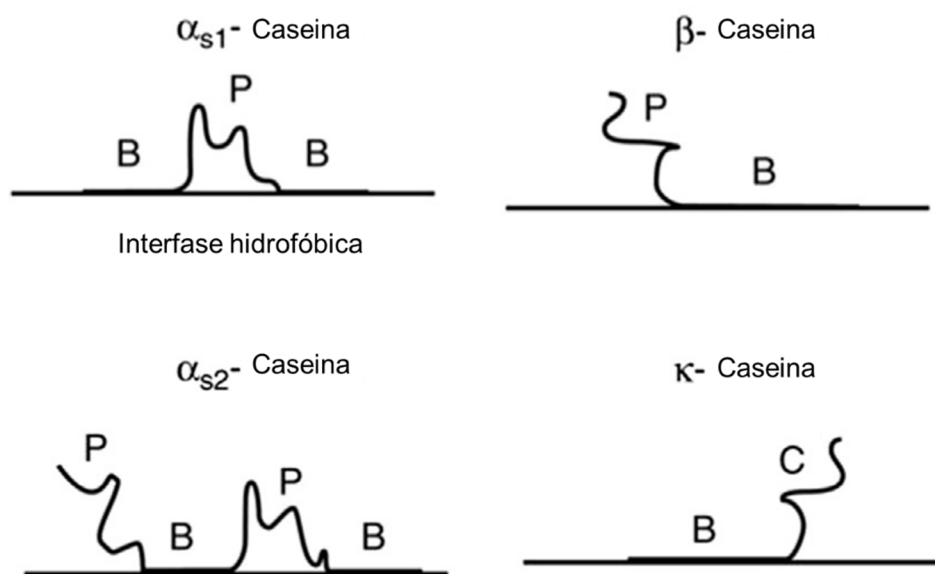 αs1- Caseina
P
B
B
Interfase hidrofóbica
β- Caseina
P
B
αs2- Caseina
P
B
P
B
κ- Caseina
C
B